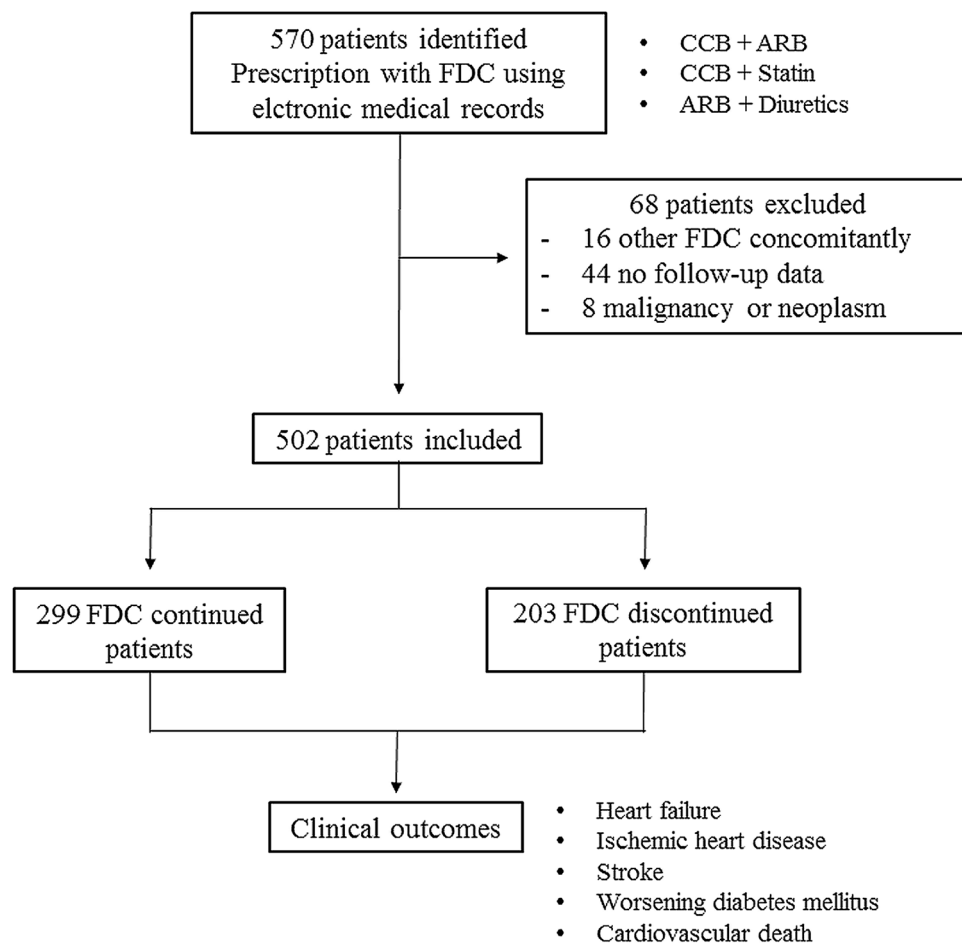 570 patients identified
Prescription with FDC using
elctronic medical records
• CCB + ARB
• CCB + Statin
• ARB + Diuretics
68 patients excluded
- 16 other FDC concomitantly
- 44 no follow-up data
- 8 malignancy or neoplasm
502 patients included
299 FDC continued
patients
203 FDC discontinued
patients
Clinical outcomes
• Heart failure
• Ischemic heart disease
• Stroke
• Worsening diabetes mellitus
• Cardiovascular death